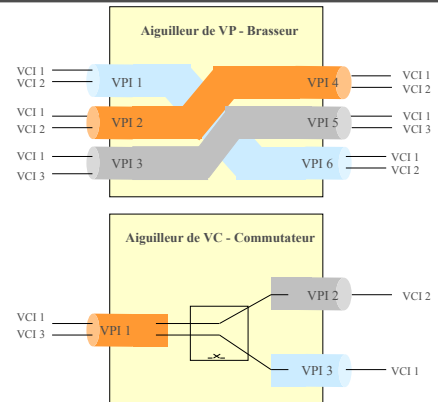 Aiguilleur de VP - Brasseur
VCI 1
VCI 2
VPI 1
VPI 4
VCI 1
VCI 2
VCI 1
VCI 2
VPI 2
VPI 5
VCI 1
VCI 3
VCI 1
VCI 3
VPI 3
VPI 6
VCI 1
VCI 2
Aiguilleur de VC - Commutateur
VPI 2
VCI 2
VCI 1
VCI 3
VPI 1
_x_
VPI 3
VCI 1